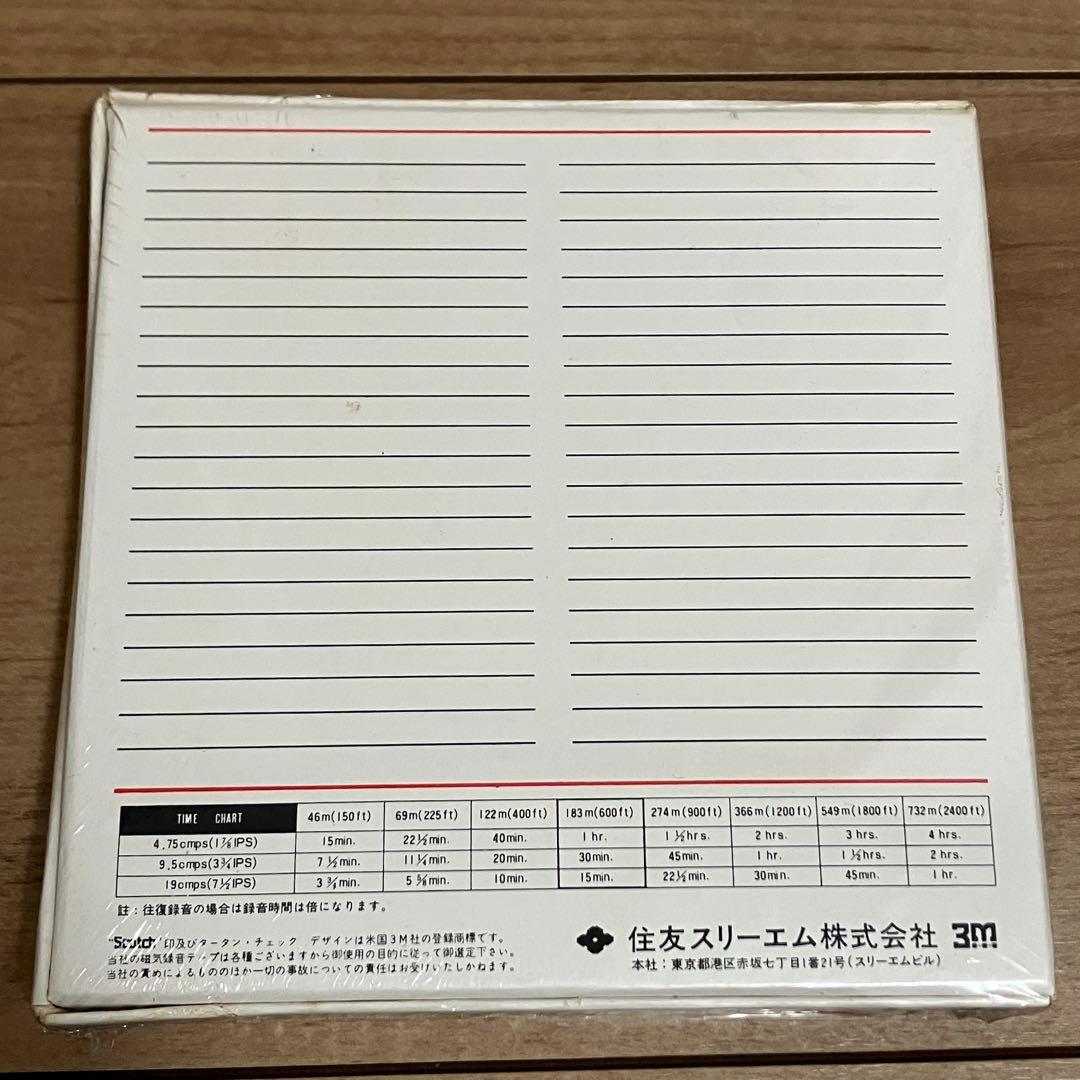 TIME CHART 46m(150ft) 69m(225ft) 122m(400ft) 183m(600ft) 274m(900ft) 366m(1200ft) 549m(1800ft) 732m(2400ft)
4.75cmps(1⅞IPS) 15min. 22½min. 40min. 1 hr. 1 ½hrs. 2 hrs. 3 hrs. 4 hrs.
9.5cmps(3¾IPS) 7 ½min. 11¼min. 20min. 30min. 45min. 1 hr. 1 ½hrs. 2 hrs.
19cmps(7½IPS) 3 ¾min. 5 ⅝min. 10min. 15min. 22½min. 30min. 45min. 1 hr.
註：往復録音の場合は録音時間は倍になります。
"Scotch"印及びタータン・チェック デザインは米国3M社の登録商標です。
当社の磁気録音テープは各種ございますから御使用の目的に従って御選定下さい。
当社の責めによるもののほか一切の事故についての責任はお受けいたしかねます。
住友スリーエム株式会社 3M
本社：東京都港区赤坂七丁目1番21号(スリーエムビル)